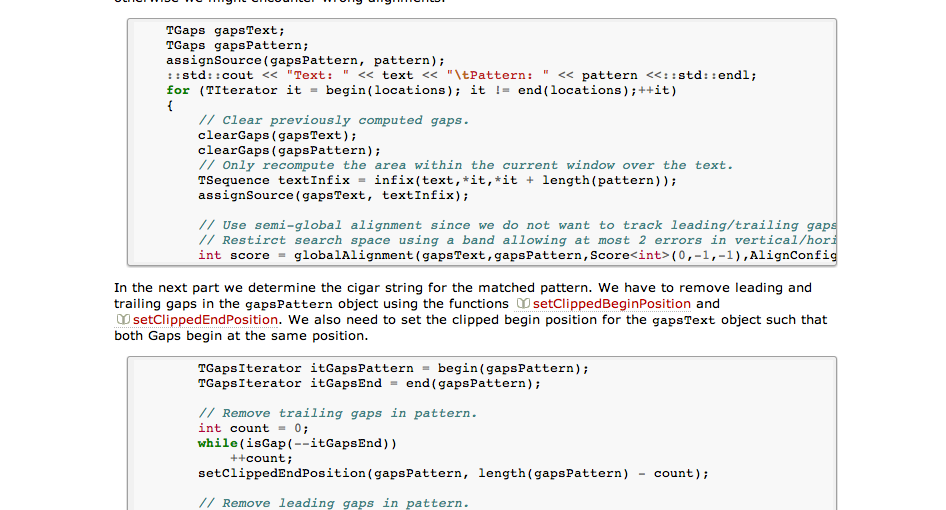 otherwise we might encounter wrong alignments.
TGaps gapsText;
TGaps gapsPattern;
assignSource(gapsPattern, pattern);
::std::cout << "Text: " << text << "\tPattern: " << pattern <<::std::endl;
for (TIterator it = begin(locations); it != end(locations);++it)
{
// Clear previously computed gaps.
clearGaps(gapsText);
clearGaps(gapsPattern);
// Only recompute the area within the current window over the text.
TSequence textInfix = infix(text,*it,*it + length(pattern));
assignSource(gapsText, textInfix);
// Use semi-global alignment since we do not want to track leading/trailing gaps
// Restirct search space using a band allowing at most 2 errors in vertical/hori
int score = globalAlignment(gapsText,gapsPattern,Score<int>(0,-1,-1),AlignConfig
In the next part we determine the cigar string for the matched pattern. We have to remove leading and
trailing gaps in the gapsPattern object using the functions setClippedBeginPosition and
setClippedEndPosition. We also need to set the clipped begin position for the gapsText object such that
both Gaps begin at the same position.
TGapsIterator itGapsPattern = begin(gapsPattern);
TGapsIterator itGapsEnd = end(gapsPattern);
// Remove trailing gaps in pattern.
int count = 0;
while(isGap(--itGapsEnd))
++count;
setClippedEndPosition(gapsPattern, length(gapsPattern) - count);
// Remove leading gaps in pattern.